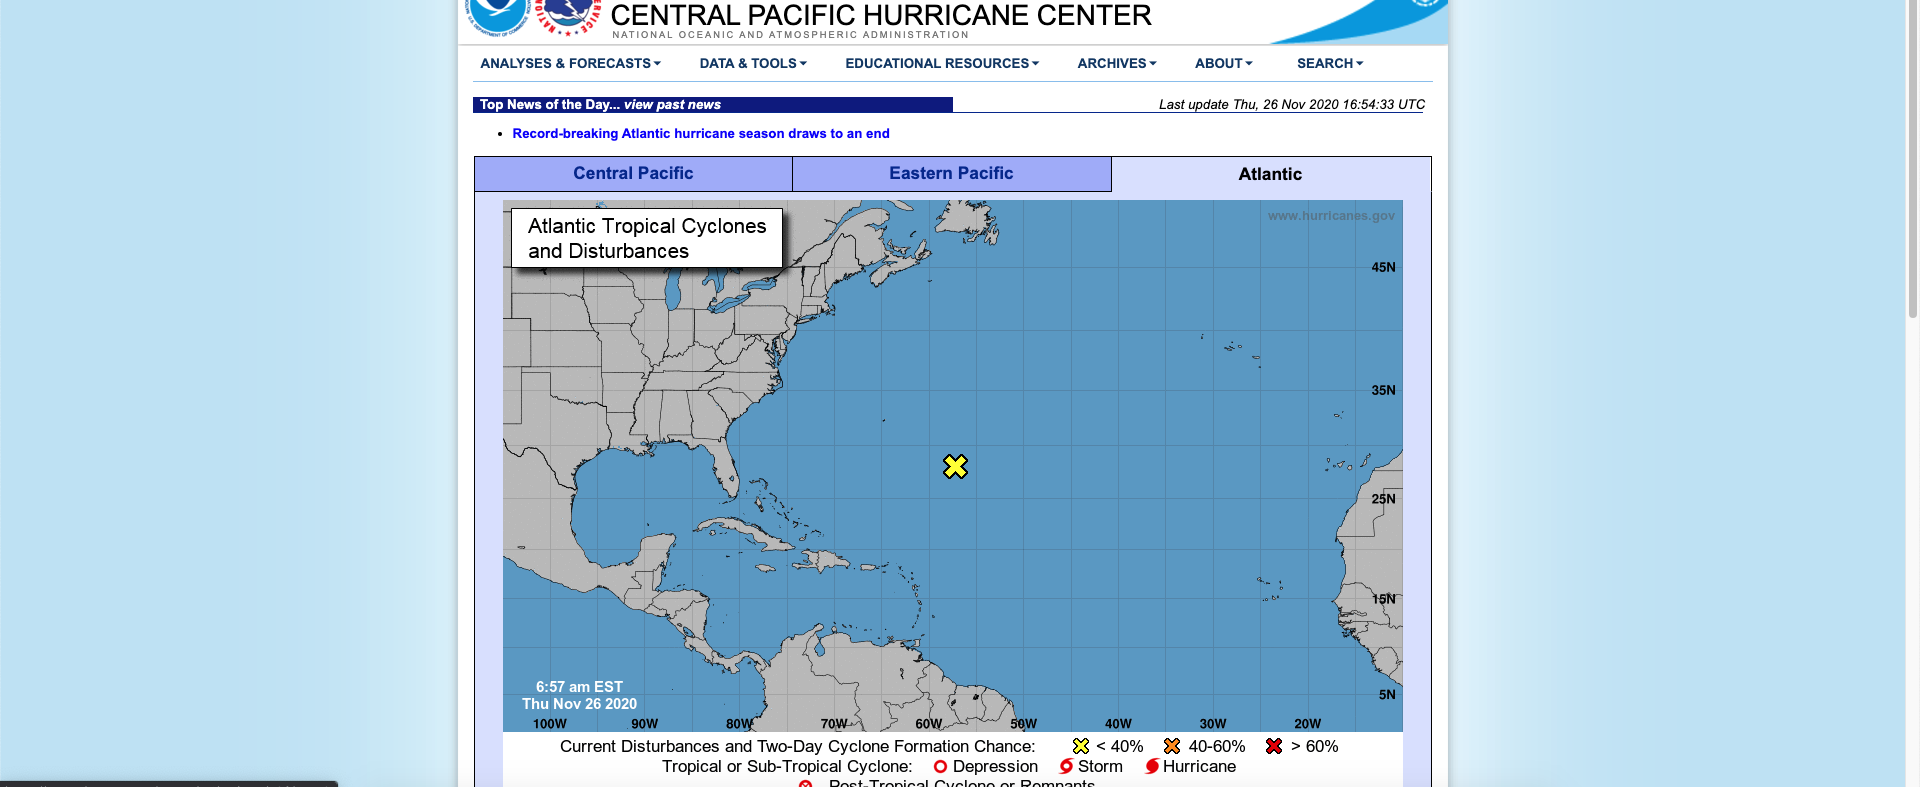 CENTRAL PACIFIC HURRICANE CENTER
NATIONAL OCEANIC AND ATMOSPHERIC ADMINISTRATION
ANALYSES & FORECASTS DATA & TOOLS EDUCATIONAL RESOURCES ARCHIVES ABOUT SEARCH
Top News of the Day... view past news Last update Thu, 26 Nov 2020 16:54:33 UTC
• Record-breaking Atlantic hurricane season draws to an end
Central Pacific Eastern Pacific Atlantic
Atlantic Tropical Cyclones
and Disturbances
www.hurricanes.gov
45N
35N
25N
15N
5N
6:57 am EST
Thu Nov 26 2020
100W 90W 80W 70W 60W 50W 40W 30W 20W
Current Disturbances and Two-Day Cyclone Formation Chance: < 40% 40-60% > 60%
Tropical or Sub-Tropical Cyclone: Depression Storm Hurricane
Post-Tropical Cyclone or Remnants